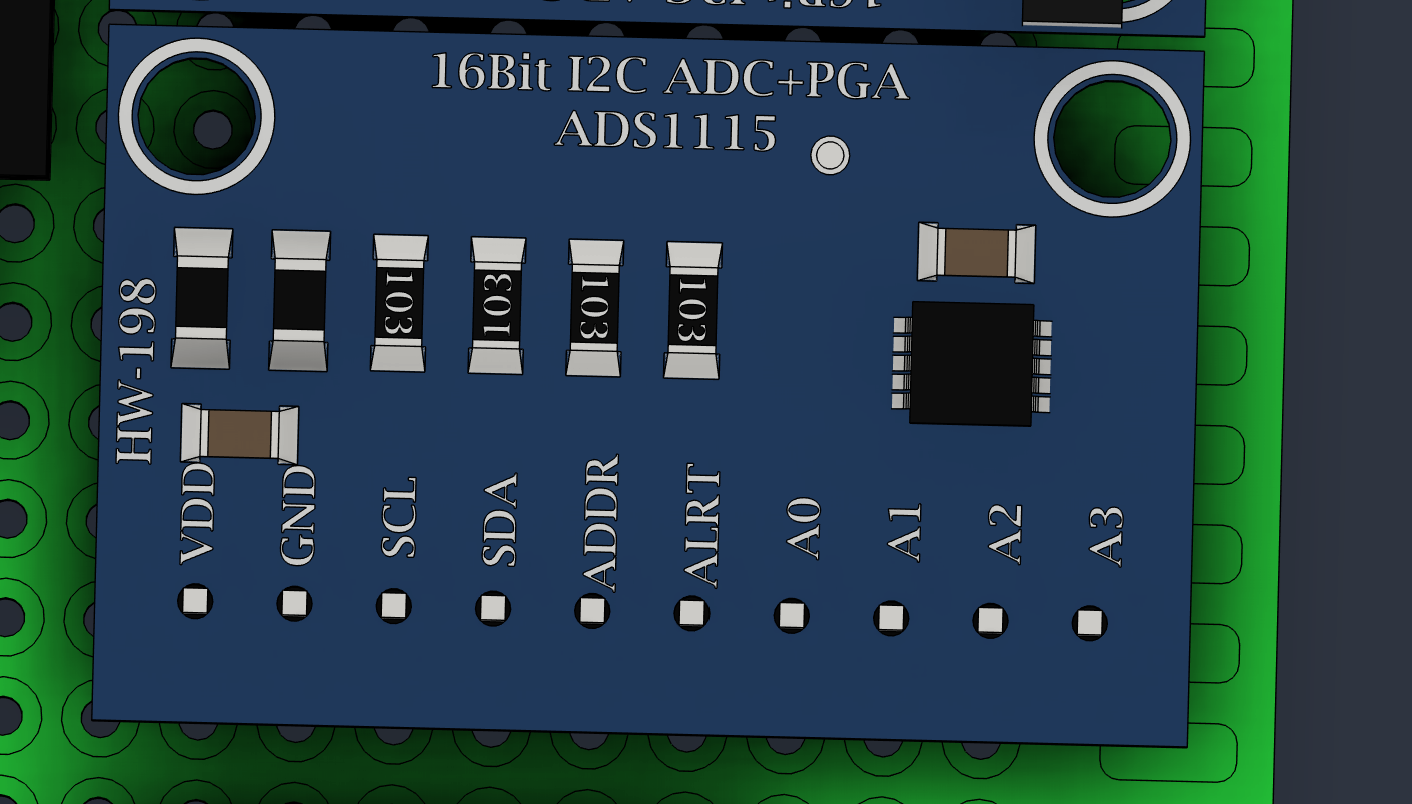 16Bit I2C ADC+PGA
ADS1115
HW-198
103
103
103
103
VDD
GND
SCL
SDA
ADDR
ALRT
A0
A1
A2
A3